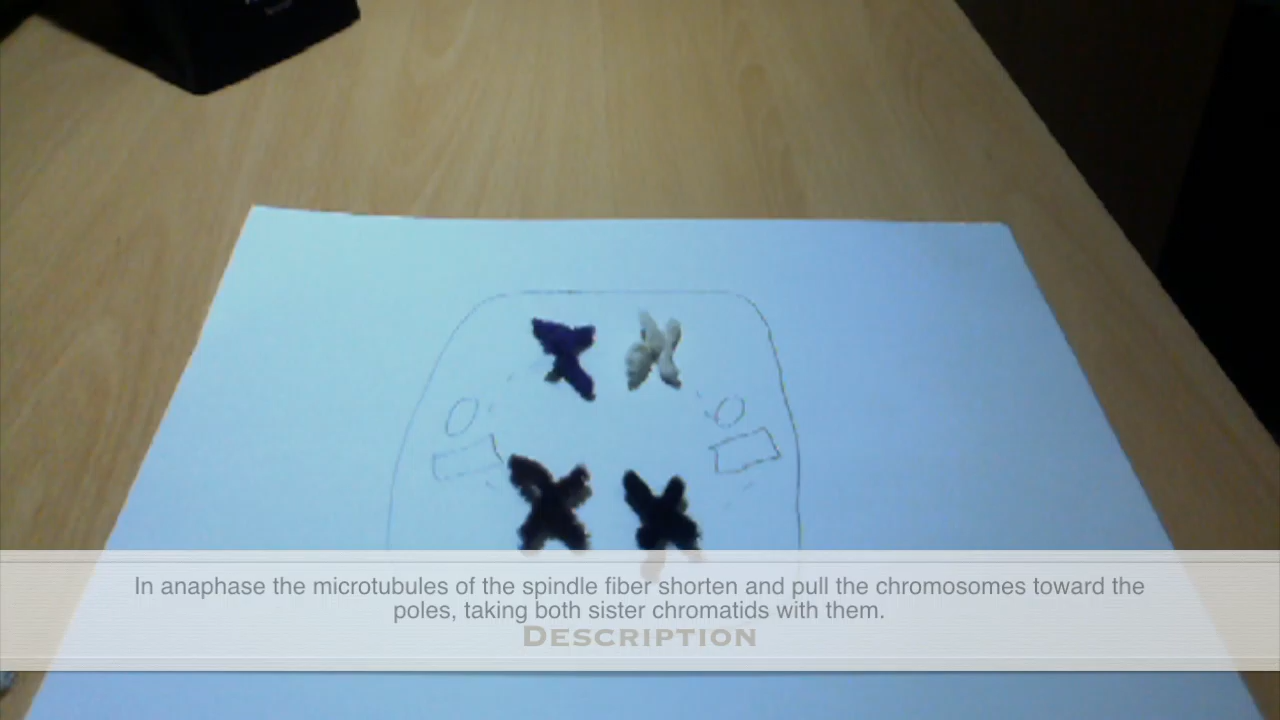 In anaphase the microtubules of the spindle fiber shorten and pull the chromosomes toward the
poles, taking both sister chromatids with them.
DESCRIPTION